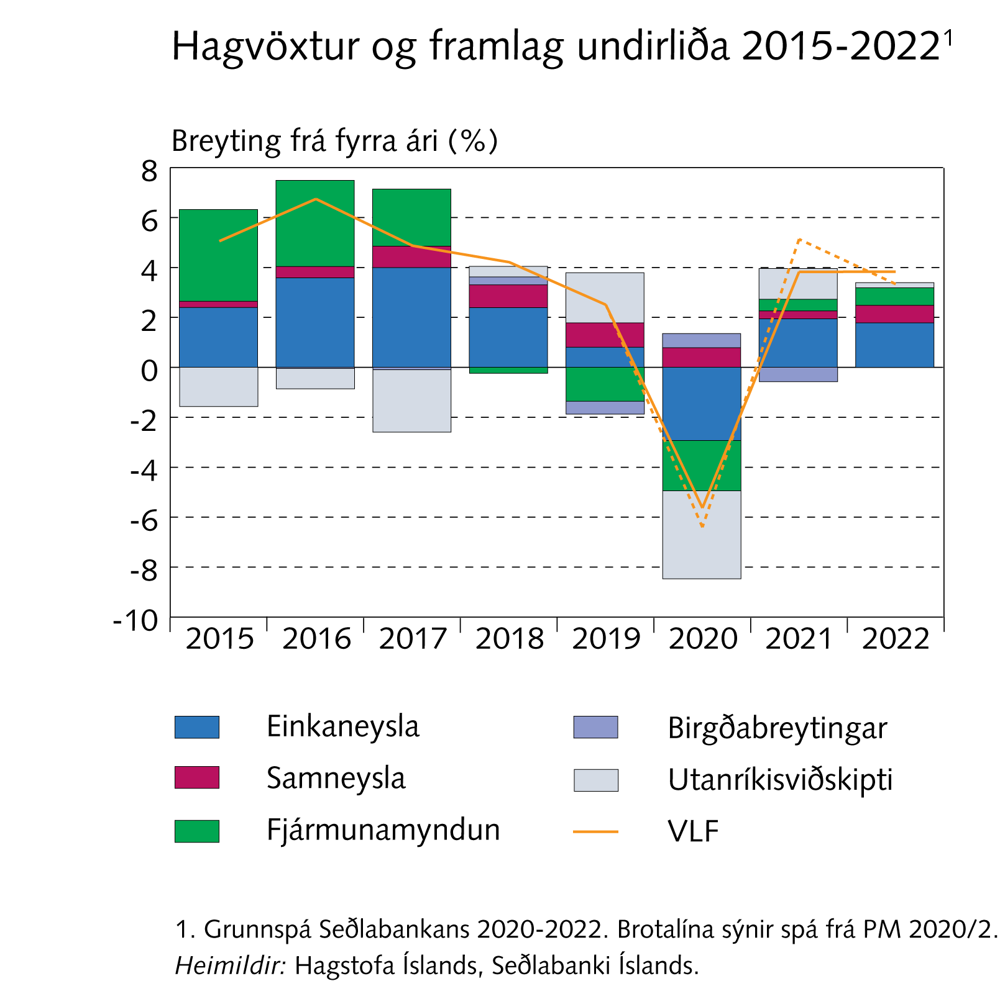 Hagvöxtur og framlag undirliða 2015-2022¹
Breyting frá fyrra ári (%)
8
6
4
2
0
-2
-4
-6
-8
-10
2015 2016 2017 2018 2019 2020 2021 2022
Einkaneysla
Samneysla
Fjármunamyndun
Birgðabreytingar
Utanríkisviðskipti
VLF
1. Grunnspá Seðlabankans 2020-2022. Brotalína sýnir spá frá PM 2020/2.
Heimildir: Hagstofa Íslands, Seðlabanki Íslands.